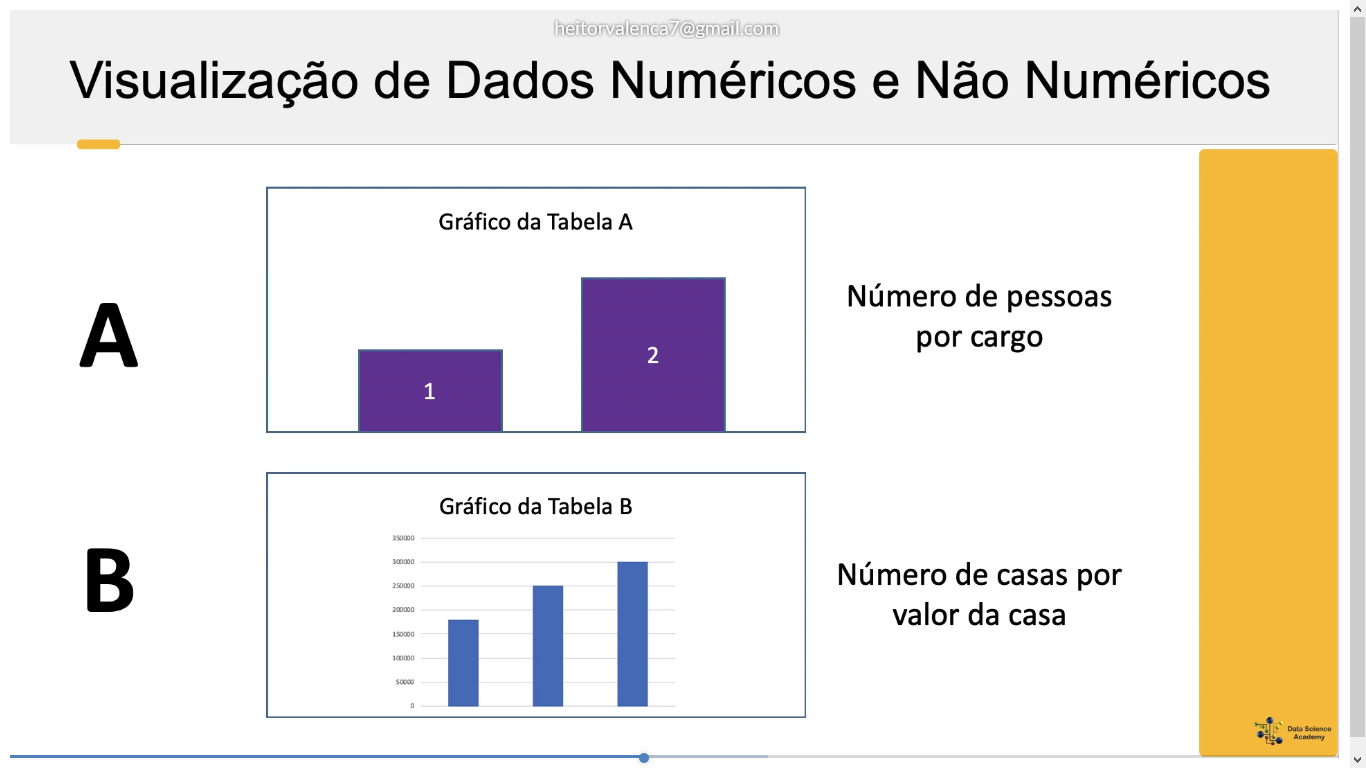 heitorvalenca7@gmail.com
Visualização de Dados Numéricos e Não Numéricos
A
Gráfico da Tabela A
1
2
Número de pessoas
por cargo
B
Gráfico da Tabela B
350000
300000
250000
200000
150000
100000
50000
0
Número de casas por
valor da casa
Data Science
Academy